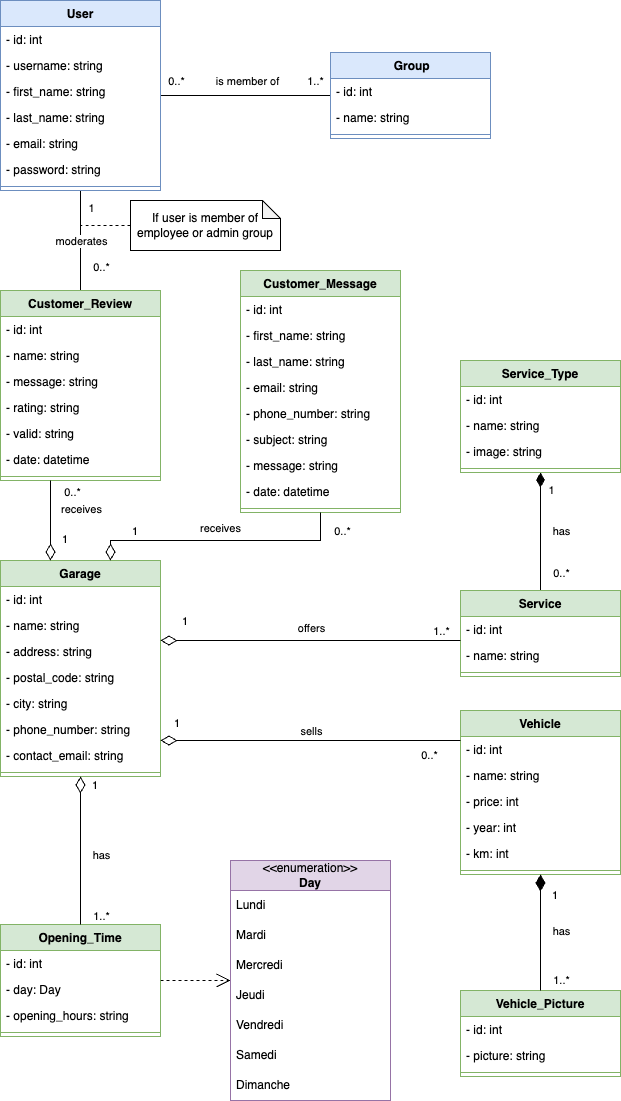 User
- id: int
- username: string
- first_name: string
- last_name: string
- email: string
- password: string
0..*
is member of
1..*
Group
- id: int
- name: string
1
moderates
0..*
If user is member of
employee or admin group
Customer_Review
- id: int
- name: string
- message: string
- rating: string
- valid: string
- date: datetime
Customer_Message
- id: int
- first_name: string
- last_name: string
- email: string
- phone_number: string
- subject: string
- message: string
- date: datetime
Service_Type
- id: int
- name: string
- image: string
0..*
receives
1
1
receives
0..*
1
has
0..*
Garage
- id: int
- name: string
- address: string
- postal_code: string
- city: string
- phone_number: string
- contact_email: string
1
offers
1..*
Service
- id: int
- name: string
1
sells
0..*
Vehicle
- id: int
- name: string
- price: int
- year: int
- km: int
1
has
1..*
Opening_Time
- id: int
- day: Day
- opening_hours: string
<<enumeration>>
Day
Lundi
Mardi
Mercredi
Jeudi
Vendredi
Samedi
Dimanche
1
has
1..*
Vehicle_Picture
- id: int
- picture: string